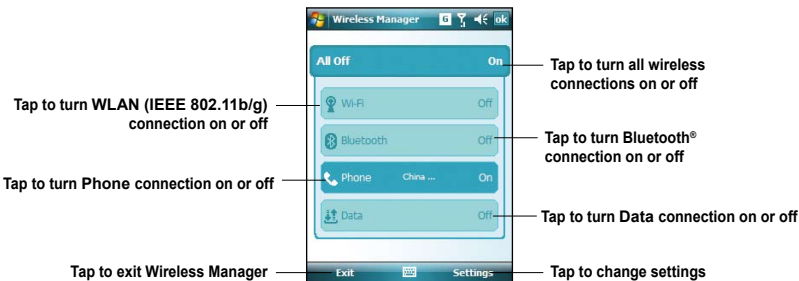 Wireless Manager G ok
All Off On
Tap to turn all wireless
connections on or off
Tap to turn WLAN (IEEE 802.11b/g)
connection on or off
Wi-Fi Off
Bluetooth Off
Tap to turn Bluetooth®
connection on or off
Tap to turn Phone connection on or off
Phone China ... On
Data Off
Tap to turn Data connection on or off
Tap to exit Wireless Manager
Exit Settings
Tap to change settings